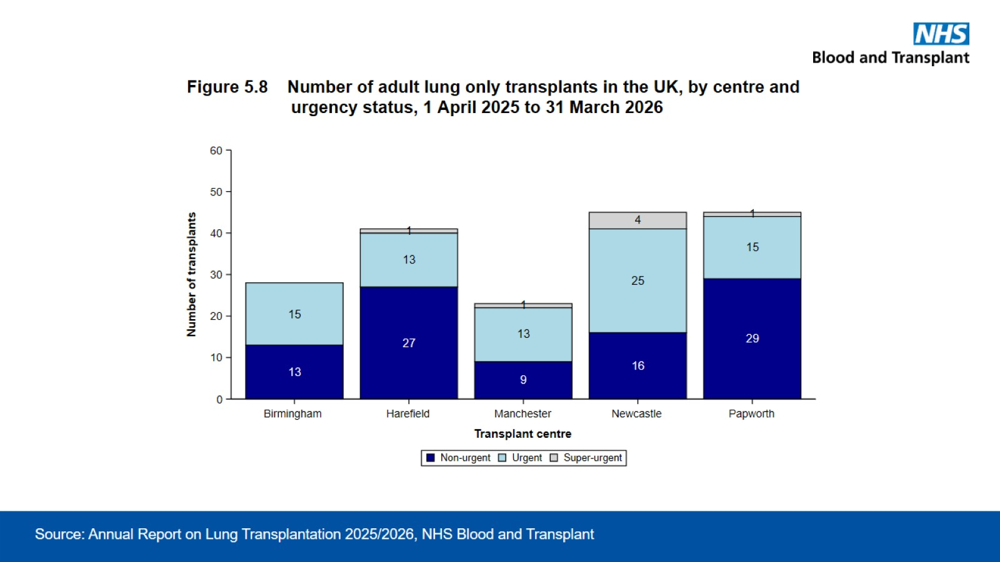 NHS
Blood and Transplant
Figure 5.8 Number of adult lung only transplants in the UK, by centre and
urgency status, 1 April 2025 to 31 March 2026
Number of transplants
60
50
40
30
20
10
0
15
13
1
13
27
1
13
9
4
25
16
1
15
29
Birmingham Harefield Manchester Newcastle Papworth
Transplant centre
Non-urgent Urgent Super-urgent
Source: Annual Report on Lung Transplantation 2025/2026, NHS Blood and Transplant